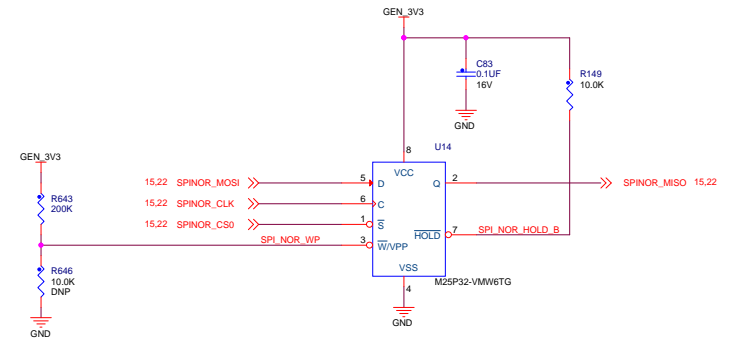 GEN_3V3
C83
0.1UF
16V
GND
R149
10.0K
U14
8
VCC
GEN_3V3
R643
200K
15,22 SPINOR_MOSI
5
D
Q
2
SPINOR_MISO 15,22
15,22 SPINOR_CLK
6
C
15,22 SPINOR_CS0
1
S
SPI_NOR_WP
3
W/VPP
HOLD
7
SPI_NOR_HOLD_B
R646
10.0K
DNP
GND
VSS
4
M25P32-VMW6TG
GND